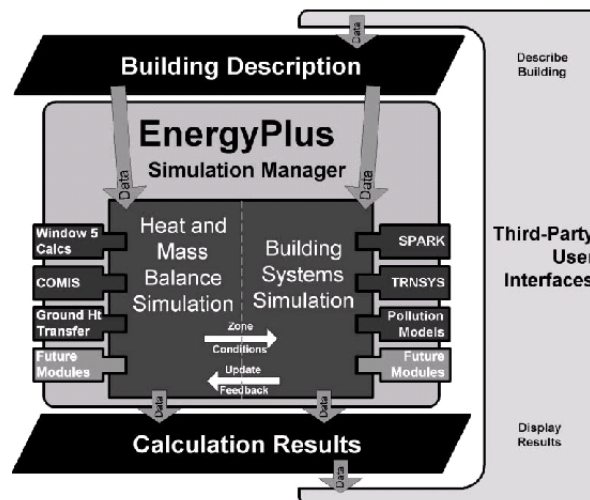 Data
Building Description
Describe
Building
EnergyPlus
Simulation Manager
Data
Data
Window 5
Calcs
COMIS
Ground Ht
Transfer
Future
Modules
Heat and
Mass
Balance
Simulation
Building
Systems
Simulation
Zone
Conditions
Update
Feedback
SPARK
TRNSYS
Pollution
Models
Future
Modules
Third-Party
User
Interfaces
Data
Data
Calculation Results
Display
Results
Data